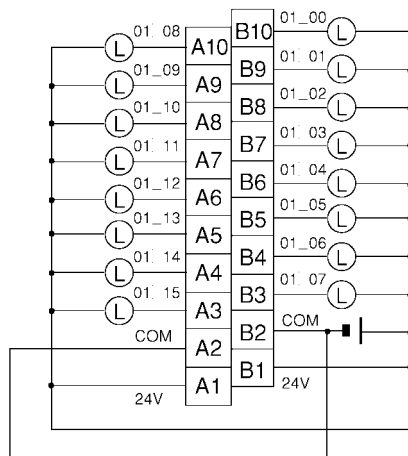 01_08 L A10 B10 01_00 L
01_09 L A9 B9 01_01 L
01_10 L A8 B8 01_02 L
01_11 L A7 B7 01_03 L
01_12 L A6 B6 01_04 L
01_13 L A5 B5 01_05 L
01_14 L A4 B4 01_06 L
01_15 L A3 B3 01_07 L
COM A2 B2 COM
24V A1 B1 24V